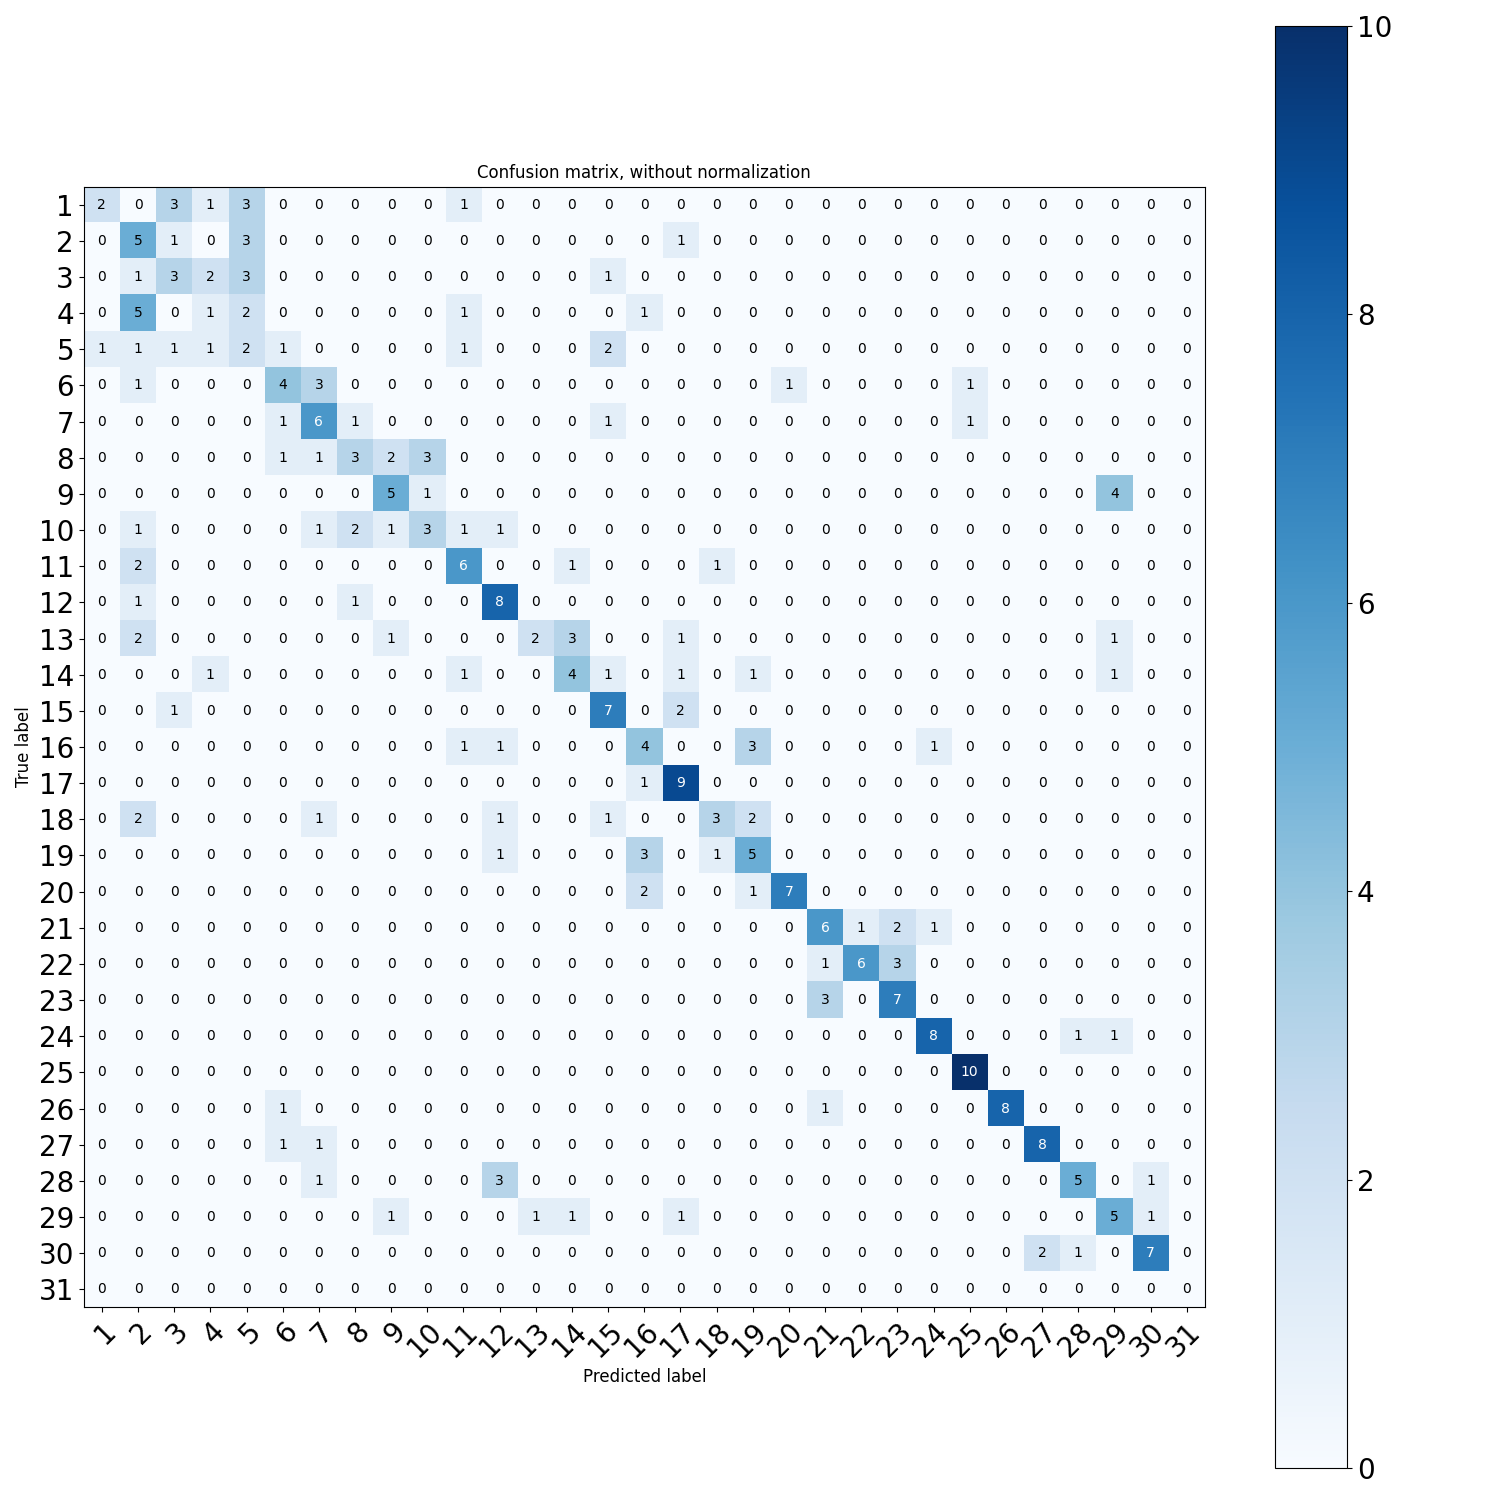 Confusion matrix, without normalization
1 2 0 3 1 3 0 0 0 0 0 1 0 0 0 0 0 0 0 0 0 0 0 0 0 0 0 0 0 0 0 0
2 0 5 1 0 3 0 0 0 0 0 0 0 0 0 0 0 1 0 0 0 0 0 0 0 0 0 0 0 0 0 0
3 0 1 3 2 3 0 0 0 0 0 0 0 0 0 1 0 0 0 0 0 0 0 0 0 0 0 0 0 0 0 0
4 0 5 0 1 2 0 0 0 0 0 1 0 0 0 0 1 0 0 0 0 0 0 0 0 0 0 0 0 0 0 0
5 1 1 1 1 2 1 0 0 0 0 1 0 0 0 2 0 0 0 0 0 0 0 0 0 0 0 0 0 0 0 0
6 0 1 0 0 0 4 3 0 0 0 0 0 0 0 0 0 0 0 0 1 0 0 0 0 1 0 0 0 0 0 0
7 0 0 0 0 0 1 6 1 0 0 0 0 0 0 1 0 0 0 0 0 0 0 0 0 1 0 0 0 0 0 0
8 0 0 0 0 0 1 1 3 2 3 0 0 0 0 0 0 0 0 0 0 0 0 0 0 0 0 0 0 0 0 0
9 0 0 0 0 0 0 0 0 5 1 0 0 0 0 0 0 0 0 0 0 0 0 0 0 0 0 0 0 4 0 0
10 0 1 0 0 0 0 1 2 1 3 1 1 0 0 0 0 0 0 0 0 0 0 0 0 0 0 0 0 0 0 0
11 0 2 0 0 0 0 0 0 0 0 6 0 0 1 0 0 0 1 0 0 0 0 0 0 0 0 0 0 0 0 0
12 0 1 0 0 0 0 0 1 0 0 0 8 0 0 0 0 0 0 0 0 0 0 0 0 0 0 0 0 0 0 0
13 0 2 0 0 0 0 0 0 1 0 0 0 2 3 0 0 1 0 0 0 0 0 0 0 0 0 0 0 1 0 0
14 0 0 0 1 0 0 0 0 0 0 1 0 0 4 1 0 1 0 1 0 0 0 0 0 0 0 0 0 1 0 0
15 0 0 1 0 0 0 0 0 0 0 0 0 0 0 7 0 2 0 0 0 0 0 0 0 0 0 0 0 0 0 0
16 0 0 0 0 0 0 0 0 0 0 1 1 0 0 0 4 0 0 3 0 0 0 0 1 0 0 0 0 0 0 0
17 0 0 0 0 0 0 0 0 0 0 0 0 0 0 0 1 9 0 0 0 0 0 0 0 0 0 0 0 0 0 0
18 0 2 0 0 0 0 1 0 0 0 0 1 0 0 1 0 0 3 2 0 0 0 0 0 0 0 0 0 0 0 0
19 0 0 0 0 0 0 0 0 0 0 0 1 0 0 0 3 0 1 5 0 0 0 0 0 0 0 0 0 0 0 0
20 0 0 0 0 0 0 0 0 0 0 0 0 0 0 0 2 0 0 1 7 0 0 0 0 0 0 0 0 0 0 0
21 0 0 0 0 0 0 0 0 0 0 0 0 0 0 0 0 0 0 0 0 6 1 2 1 0 0 0 0 0 0 0
22 0 0 0 0 0 0 0 0 0 0 0 0 0 0 0 0 0 0 0 0 1 6 3 0 0 0 0 0 0 0 0
23 0 0 0 0 0 0 0 0 0 0 0 0 0 0 0 0 0 0 0 0 3 0 7 0 0 0 0 0 0 0 0
24 0 0 0 0 0 0 0 0 0 0 0 0 0 0 0 0 0 0 0 0 0 0 0 8 0 0 0 1 1 0 0
25 0 0 0 0 0 0 0 0 0 0 0 0 0 0 0 0 0 0 0 0 0 0 0 0 10 0 0 0 0 0 0
26 0 0 0 0 0 1 0 0 0 0 0 0 0 0 0 0 0 0 0 0 1 0 0 0 0 8 0 0 0 0 0
27 0 0 0 0 0 1 1 0 0 0 0 0 0 0 0 0 0 0 0 0 0 0 0 0 0 0 8 0 0 0 0
28 0 0 0 0 0 0 1 0 0 0 0 3 0 0 0 0 0 0 0 0 0 0 0 0 0 0 0 5 0 1 0
29 0 0 0 0 0 0 0 0 1 0 0 0 1 1 0 0 1 0 0 0 0 0 0 0 0 0 0 0 5 1 0
30 0 0 0 0 0 0 0 0 0 0 0 0 0 0 0 0 0 0 0 0 0 0 0 0 0 0 2 1 0 7 0
31 0 0 0 0 0 0 0 0 0 0 0 0 0 0 0 0 0 0 0 0 0 0 0 0 0 0 0 0 0 0 0
1 2 3 4 5 6 7 8 9 10 11 12 13 14 15 16 17 18 19 20 21 22 23 24 25 26 27 28 29 30 31
Predicted label
True label
10
8
6
4
2
0